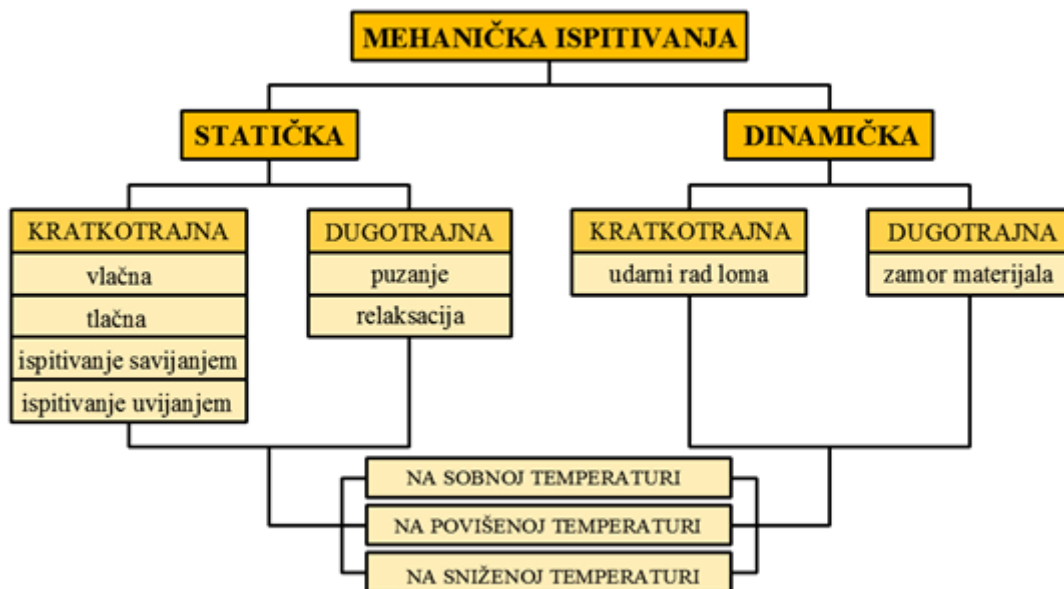 MEHANIČKA ISPITIVANJA
STATIČKA
DINAMIČKA
KRATKOTRAJNA
vlačna
tlačna
ispitivanje savijanjem
ispitivanje uvijanjem
DUGOTRAJNA
puzanje
relaksacija
KRATKOTRAJNA
udarni rad loma
DUGOTRAJNA
zamor materijala
NA SOBNOJ TEMPERATURI
NA POVIŠENOJ TEMPERATURI
NA SNIŽENOJ TEMPERATURI